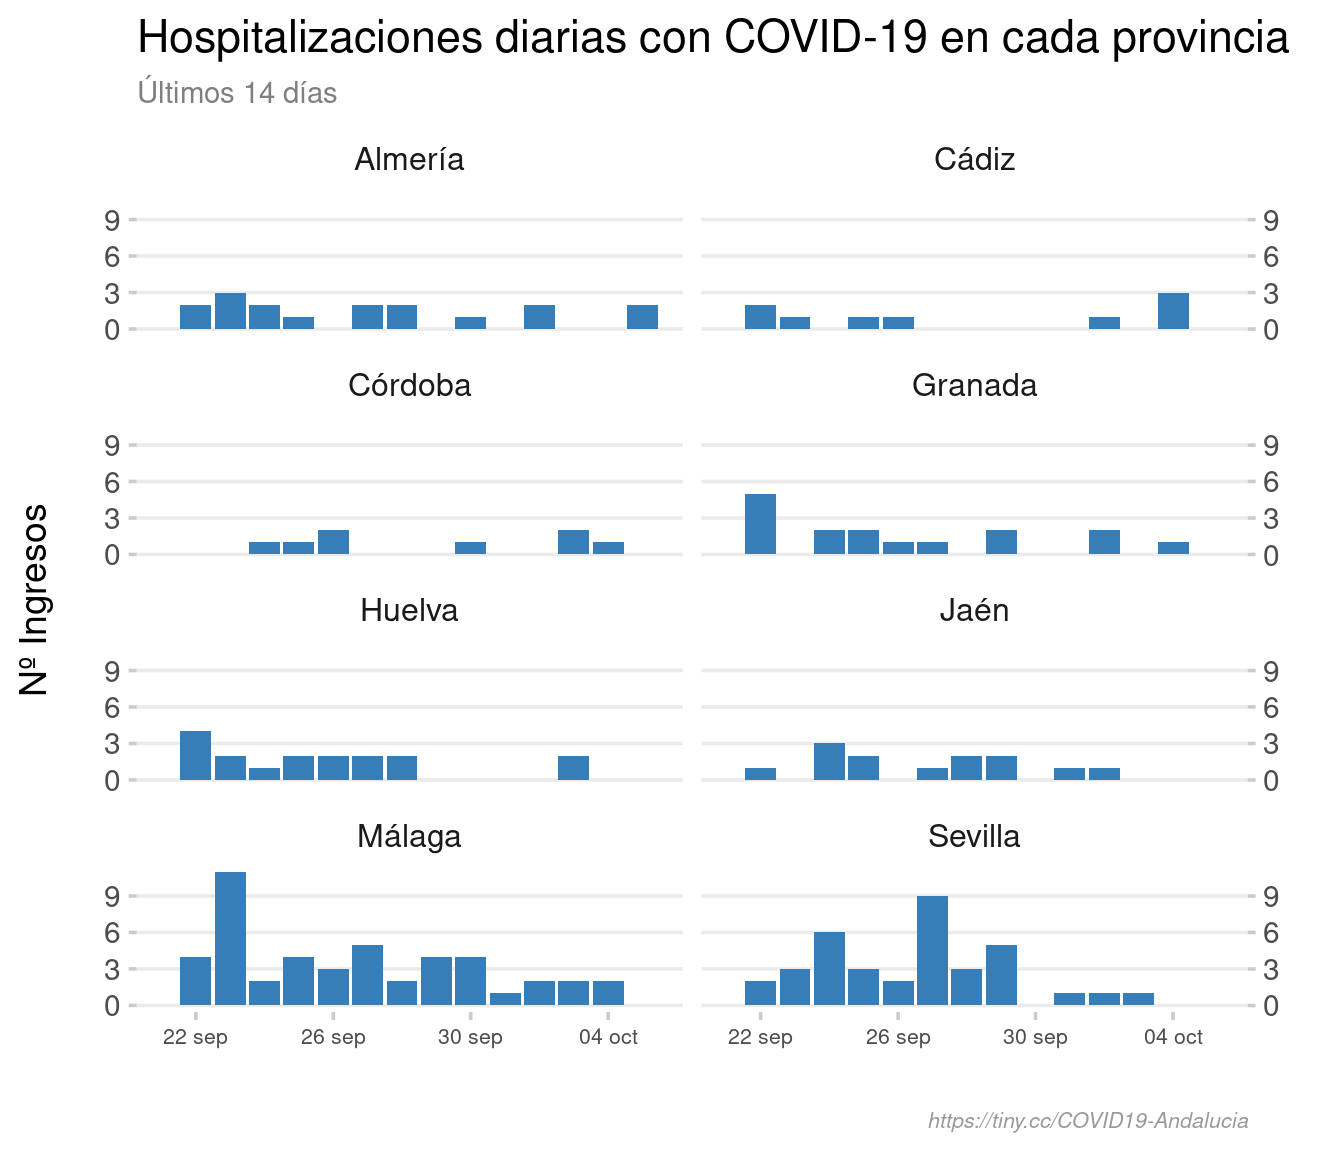 Hospitalizaciones diarias con COVID-19 en cada provincia
Últimos 14 días
Nº Ingresos
Almería
Cádiz
9
6
3
0
9
6
3
0
Córdoba
Granada
9
6
3
0
9
6
3
0
Huelva
Jaén
9
6
3
0
9
6
3
0
Málaga
Sevilla
9
6
3
0
9
6
3
0
22 sep 26 sep 30 sep 04 oct
22 sep 26 sep 30 sep 04 oct
https://tiny.cc/COVID19-Andalucia